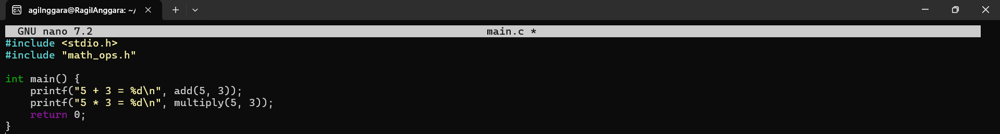 agilnggara@RagilAnggara: ~/
GNU nano 7.2 main.c *
#include <stdio.h>
#include "math_ops.h"

int main() {
    printf("5 + 3 = %d\n", add(5, 3));
    printf("5 * 3 = %d\n", multiply(5, 3));
    return 0;
}